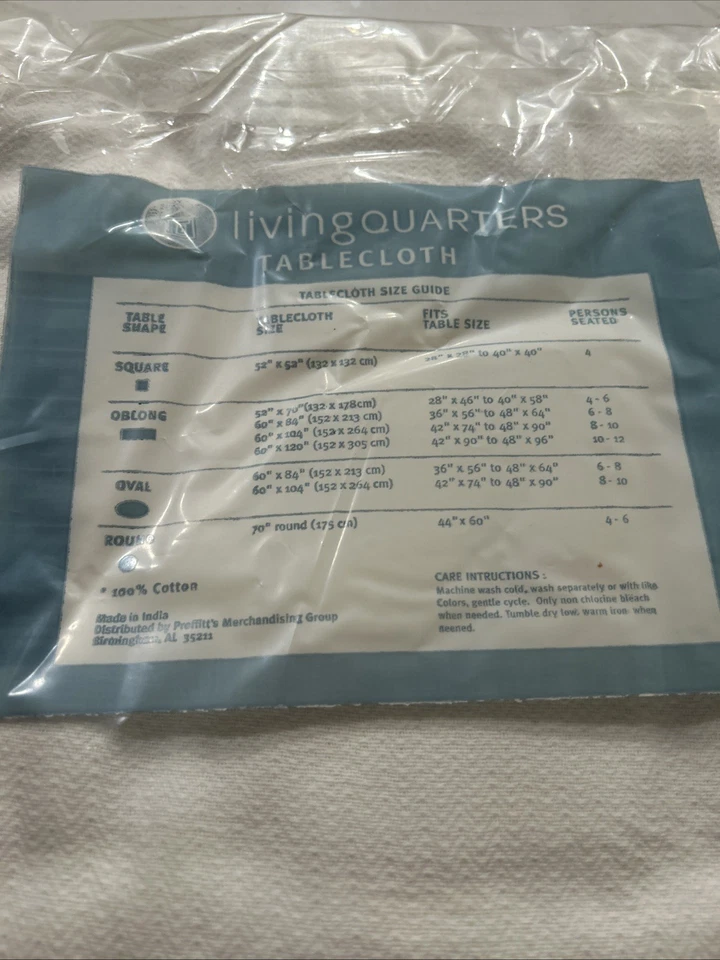 livingQUARTERS
TABLECLOTH
TABLECLOTH SIZE GUIDE
TABLE SHAPE TABLECLOTH SIZE FITS TABLE SIZE PERSONS SEATED
SQUARE 52" x 52" (132 x 132 cm) to 40" x 40" 4
OBLONG 52" x 70" (132 x 178cm) 28" x 46" to 40" x 58" 4 - 6
60" x 84" (152 x 213 cm) 36" x 56" to 48" x 64" 6 - 8
60" x 104" (152 x 264 cm) 42" x 74" to 48" x 90" 8 - 10
60" x 120" (152 x 305 cm) 42" x 90" to 48" x 96" 10 - 12
OVAL 60" x 84" (152 x 213 cm) 36" x 56" to 48" x 64" 6 - 8
60" x 104" (152 x 264 cm) 42" x 74" to 48" x 90" 8 - 10
ROUND 70" round (175 cm) 44" x 60" 4 - 6
* 100% Cotton
Made in India
Distributed by Proffitt's Merchandising Group
Birmingham, AL 35211
CARE INTRUCTIONS :
Machine wash cold, wash separately or with like
Colors, gentle cycle. Only non chlorine bleach
when needed. Tumble dry low, warm iron when
neened.